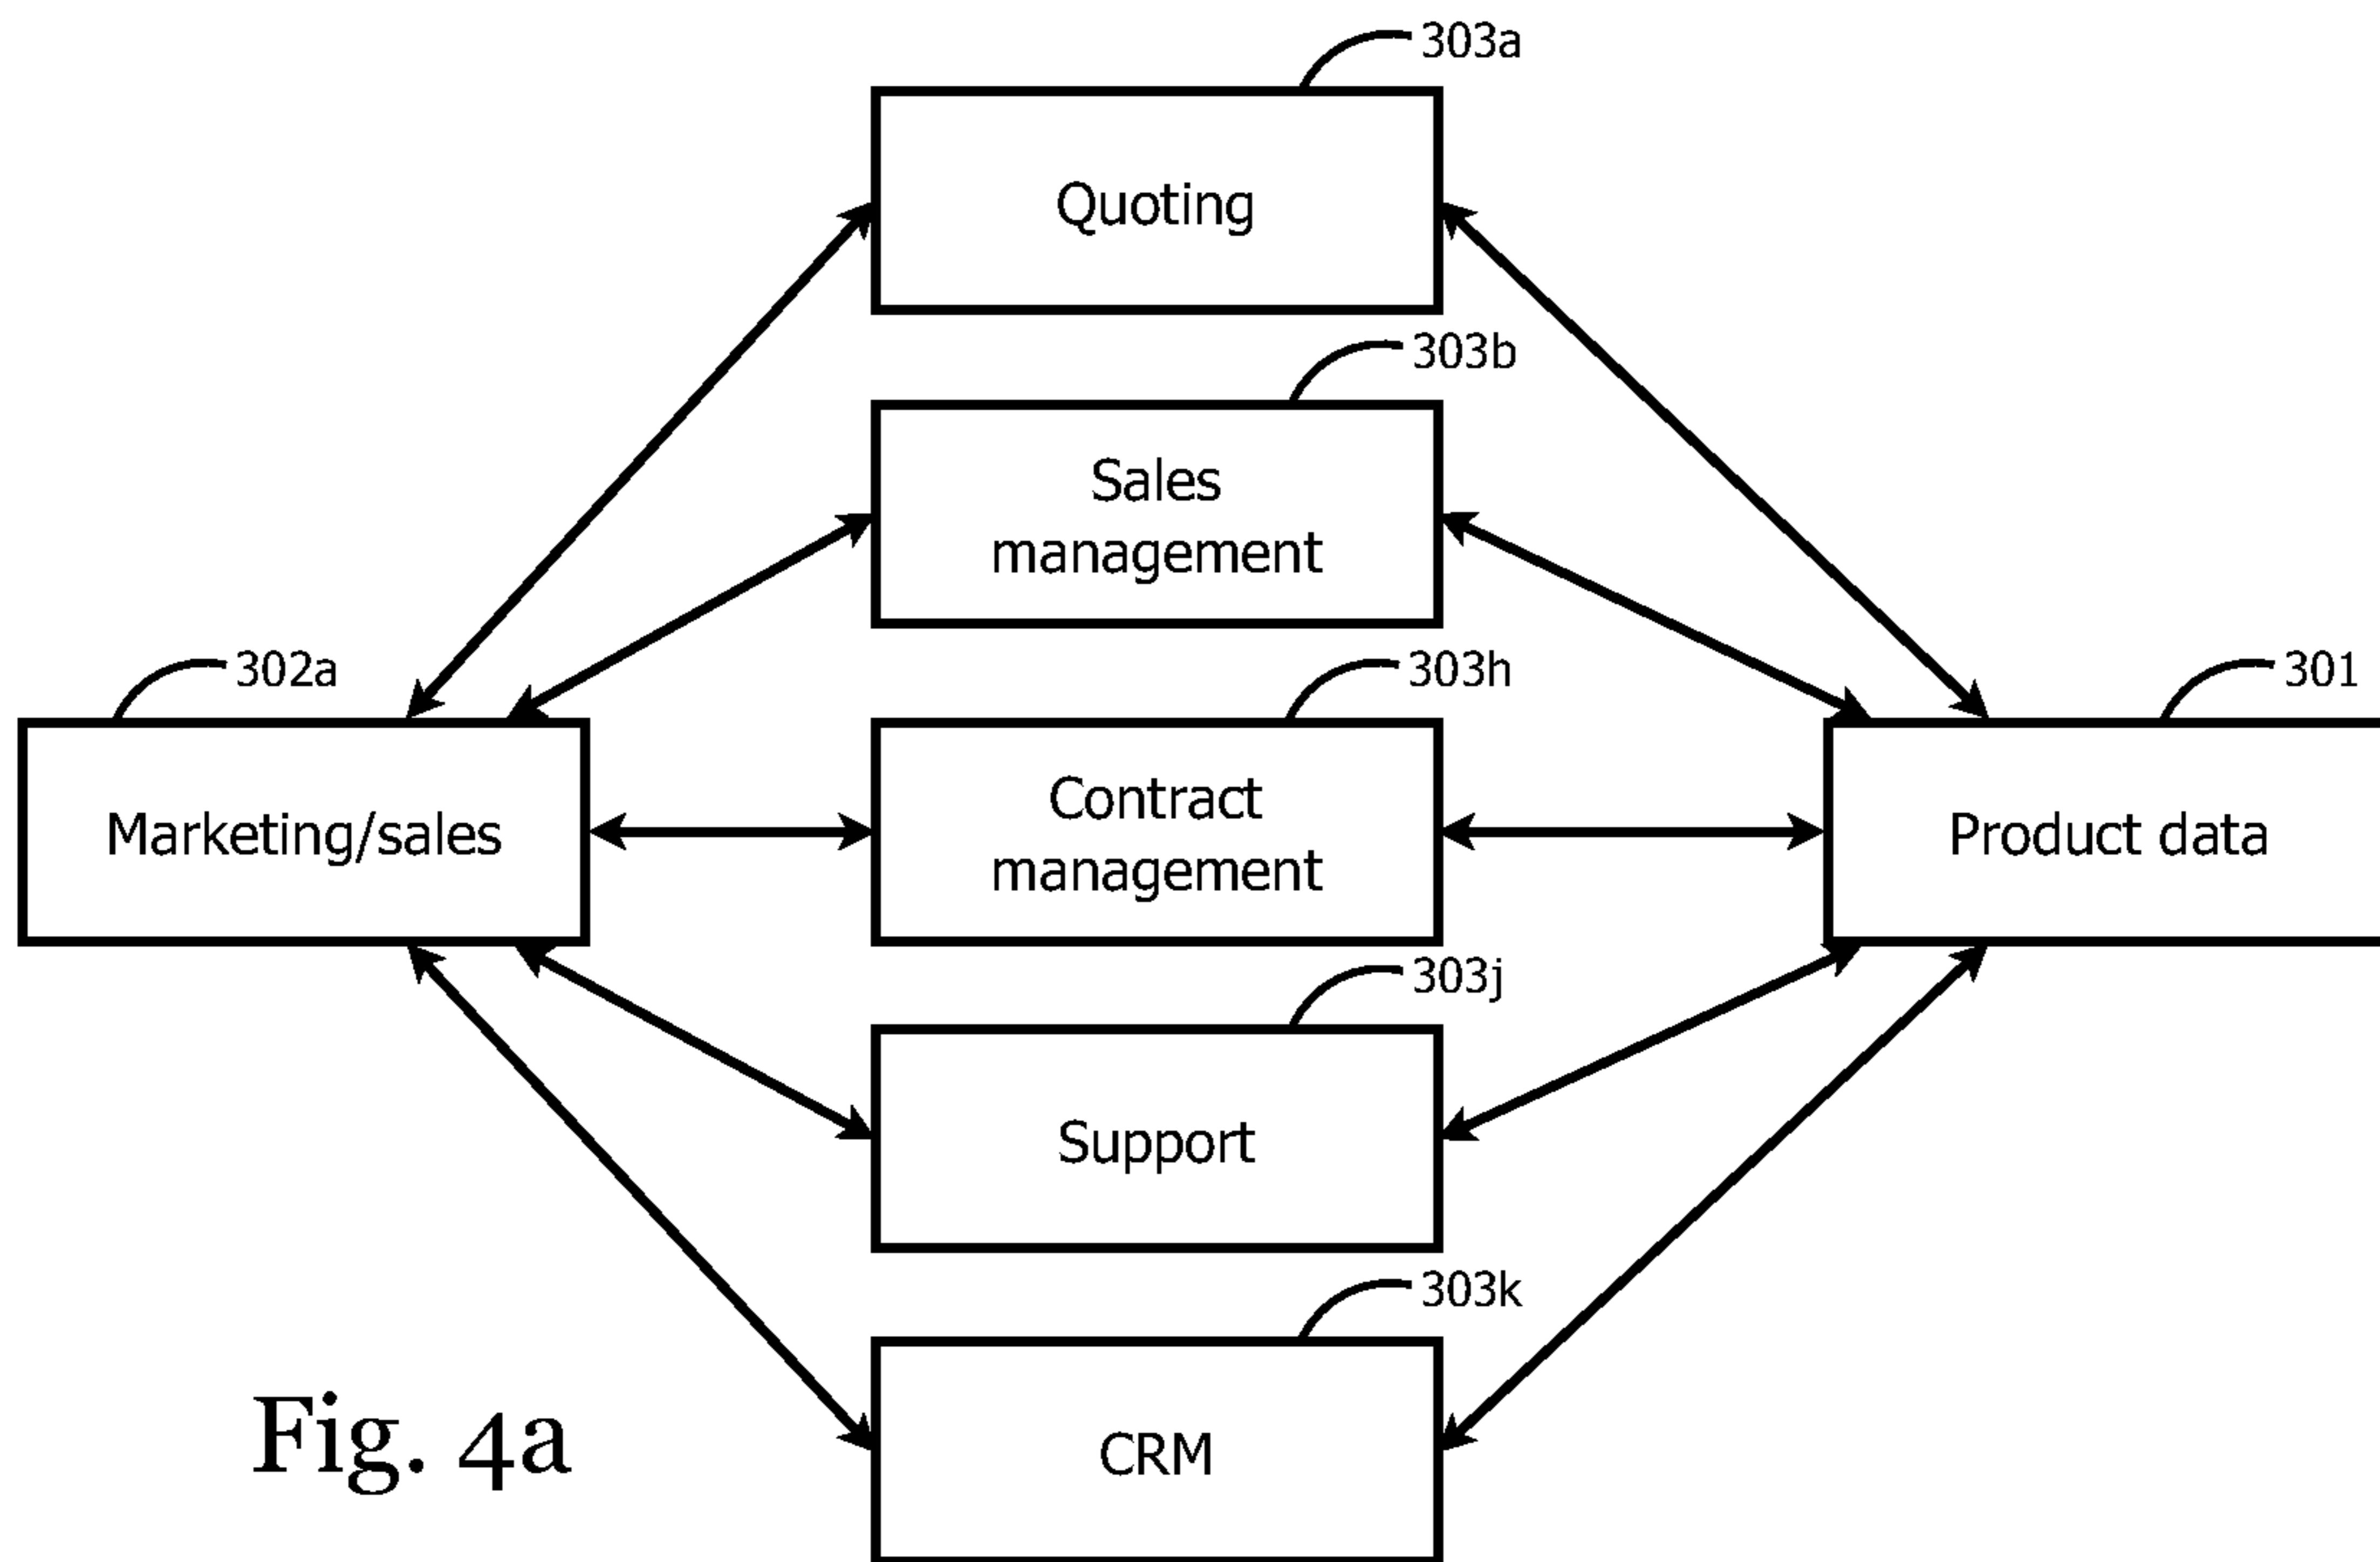 303a
Quoting
303b
Sales
management
302a
303h
301
Marketing/sales
Contract
management
Product data
303j
Support
303k
CRM
Fig. 4a